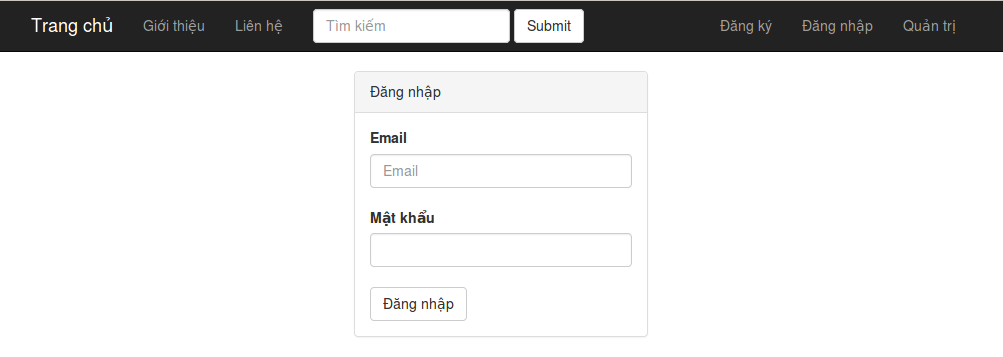 Trang chủ Giới thiệu Liên hệ Tìm kiếm Submit Đăng ký Đăng nhập Quản trị
Đăng nhập
Email
Email
Mật khẩu
Đăng nhập